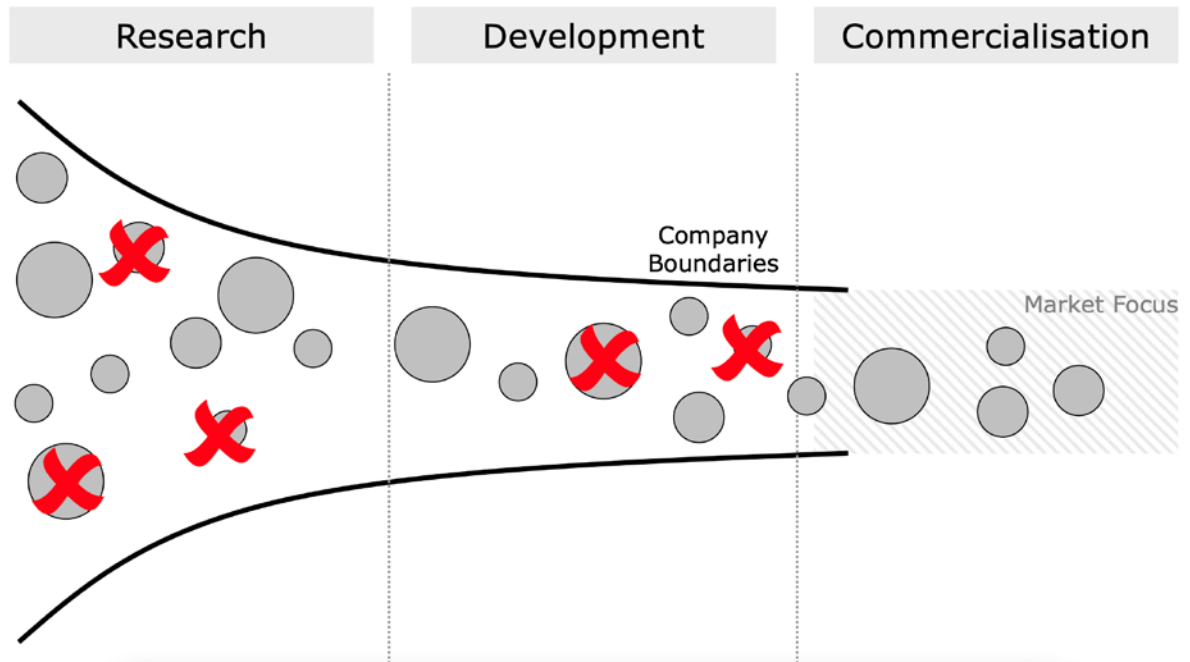 Research
Development
Commercialisation
Company
Boundaries
Market Focus